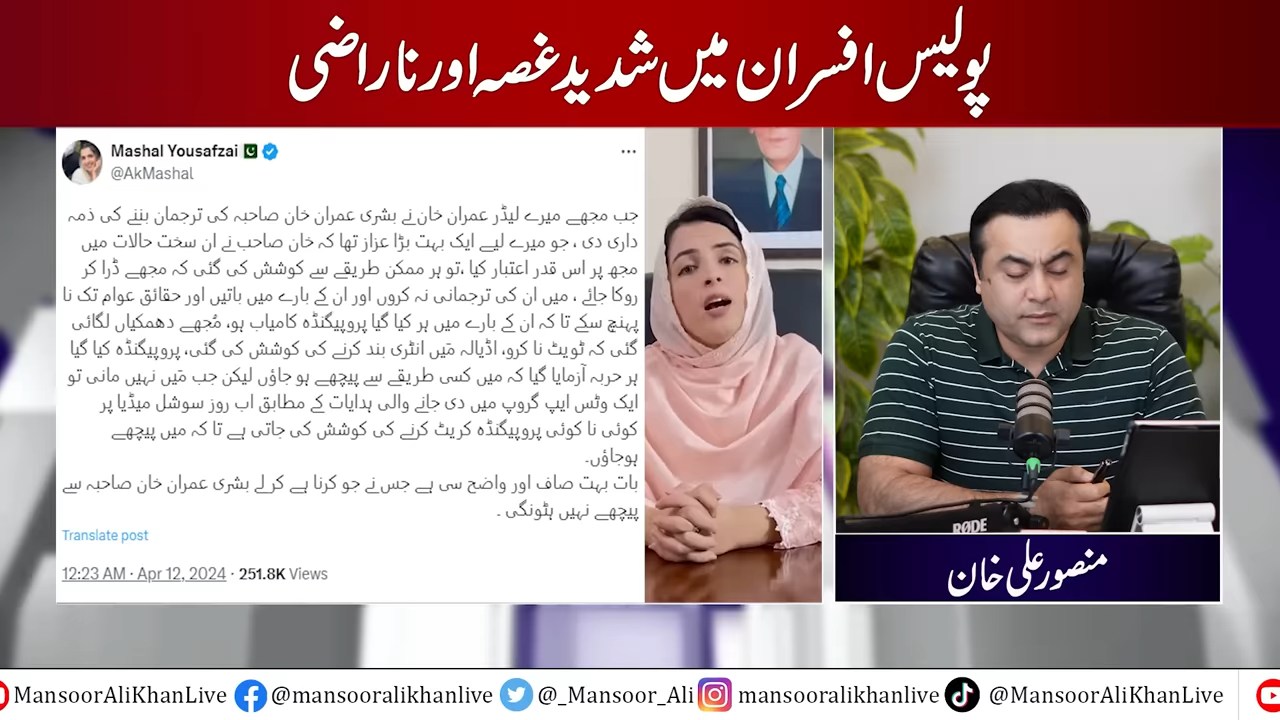 پولیس افسران میں شدید غصہ اور ناراضی
Mashal Yousafzai
@AkMashal
جب مجھے میرے لیڈر عمران خان نے بشریٰ عمران خان صاحبہ کی ترجمان بننے کی ذمہ
داری دی ، جو میرے لیے ایک بہت بڑا عزاز تھا کہ خان صاحب نے ان سخت حالات میں
مجھ پر اس قدر اعتبار کیا ،تو ہر ممکن طریقے سے کوشش کی گئی کہ مجھے ڈرا کر
روکا جائے ، میں ان کی ترجمانی نہ کروں اور ان کے بارے میں باتیں اور حقائق عوام تک نا
پہنچ سکے تا کہ ان کے بارے میں ہر کیا گیا پروپیگنڈہ کامیاب ہو، مُجھے دھمکیاں لگائی
گئی کہ ٹویٹ نا کرو، اڈیالہ مَیں انٹری بند کرنے کی کوشش کی گئی، پروپیگنڈہ کیا گیا
ہر حربہ آزمایا گیا کہ میں کسی طریقے سے پیچھے ہو جاؤں لیکن جب مَیں نہیں مانی تو
ایک وٹس ایپ گروپ میں دی جانے والی ہدایات کے مطابق اب روز سوشل میڈیا پر
کوئی نا کوئی پروپیگنڈہ کریٹ کرنے کی کوشش کی جاتی ہے تا کہ میں پیچھے
ہوجاؤں۔
بات بہت صاف اور واضح سی ہے جس نے جو کرنا ہے کر لے بشری عمران خان صاحبہ سے
پیچھے نہیں ہٹونگی ۔
Translate post
12:23 AM · Apr 12, 2024 · 251.8K Views
RØDE
منصور علی خان
MansoorAliKhanLive @mansooralikhanlive @_Mansoor_Ali mansooralikhanlive @MansoorAliKhanLive